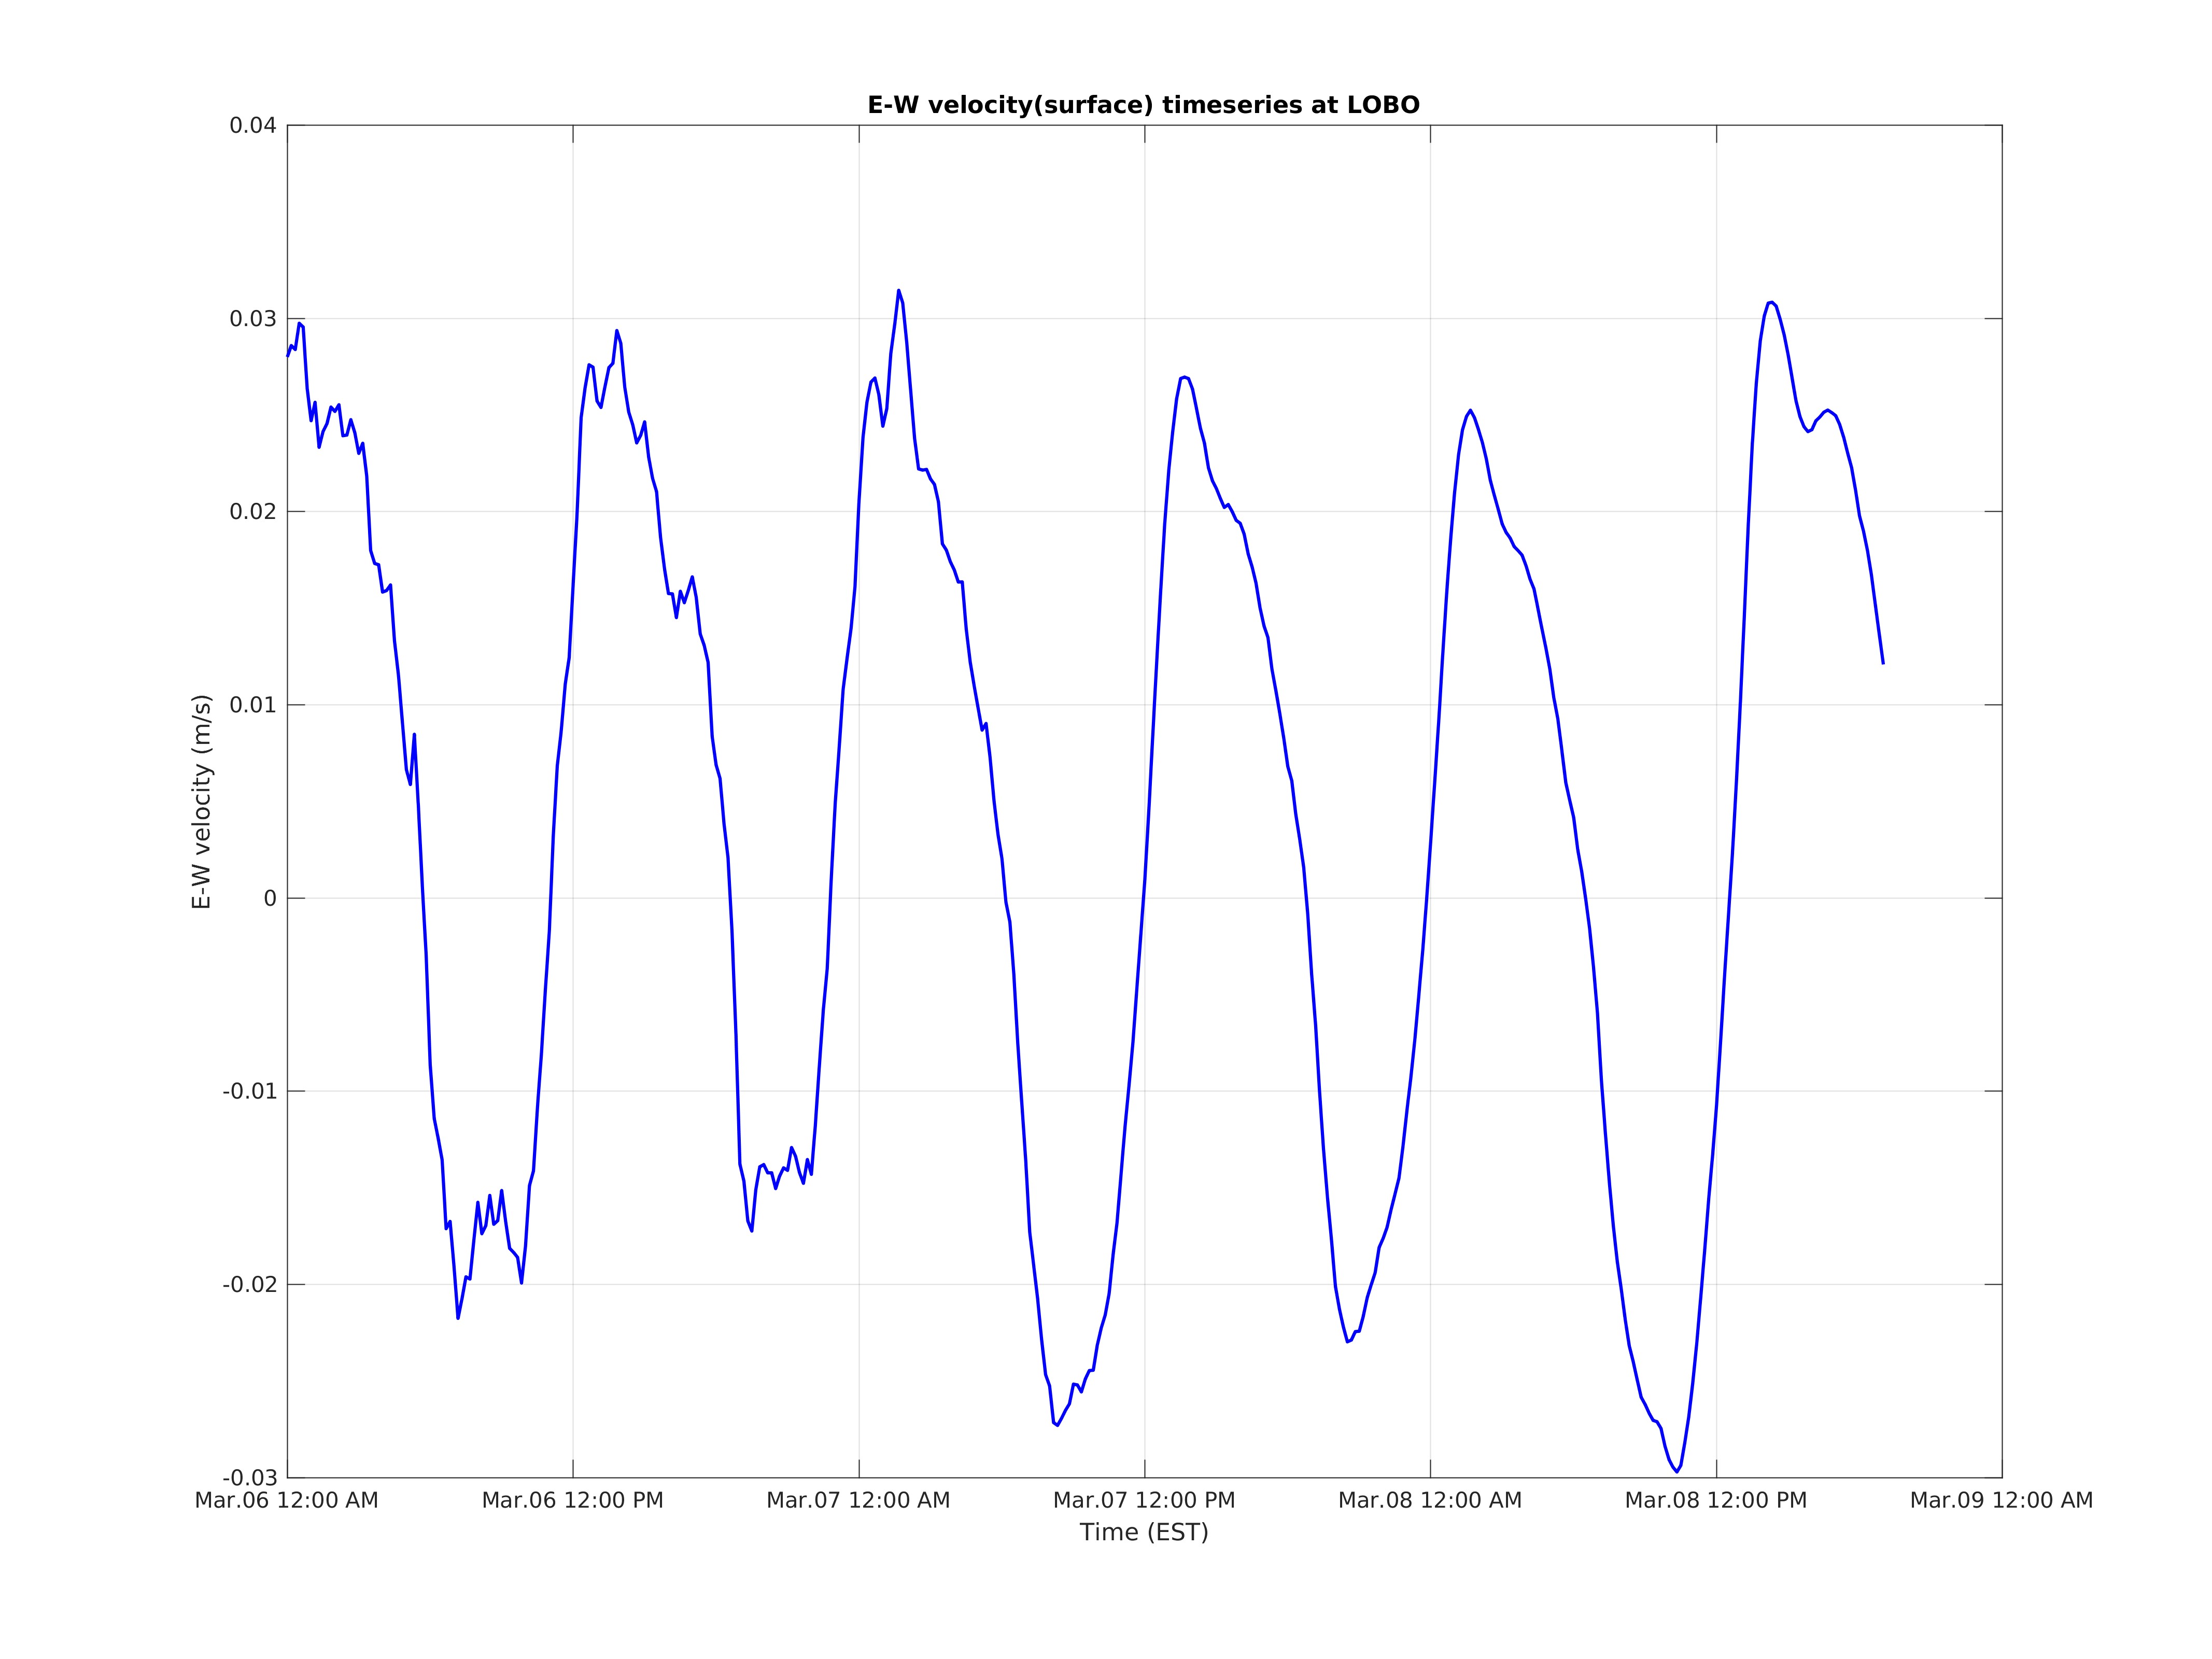 E-W velocity(surface) timeseries at LOBO
0.04
0.03
0.02
0.01
0
-0.01
-0.02
-0.03
E-W velocity (m/s)
Mar.06 12:00 AM Mar.06 12:00 PM Mar.07 12:00 AM Mar.07 12:00 PM Mar.08 12:00 AM Mar.08 12:00 PM Mar.09 12:00 AM
Time (EST)